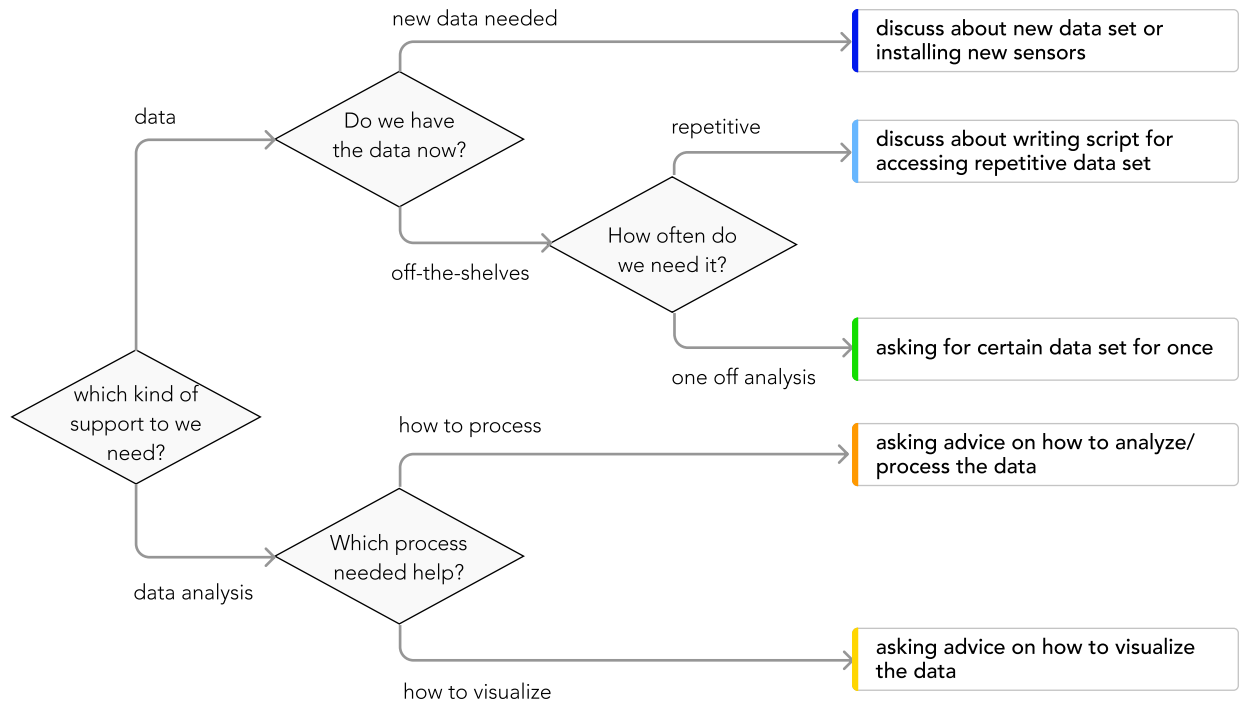 new data needed
discuss about new data set or
installing new sensors
data
Do we have
the data now?
repetitive
discuss about writing script for
accessing repetitive data set
How often do
we need it?
off-the-shelves
asking for certain data set for once
one off analysis
which kind of
support to we
need?
how to process
asking advice on how to analyze/
process the data
Which process
needed help?
data analysis
asking advice on how to visualize
the data
how to visualize